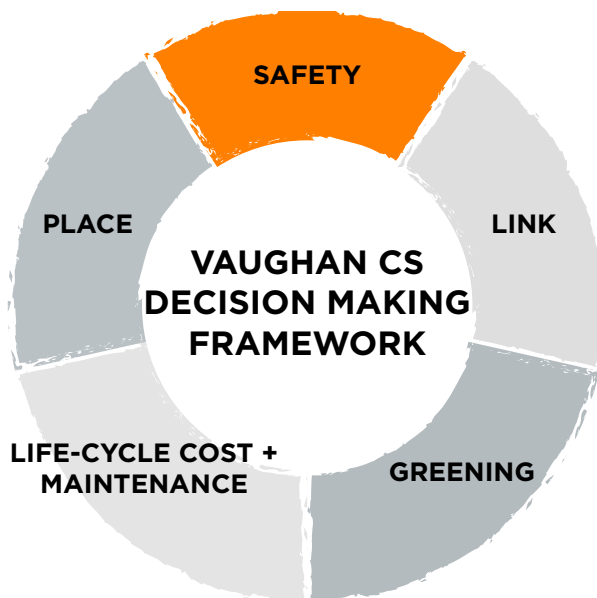 SAFETY
PLACE
LINK
VAUGHAN CS
DECISION MAKING
FRAMEWORK
LIFE-CYCLE COST +
MAINTENANCE
GREENING